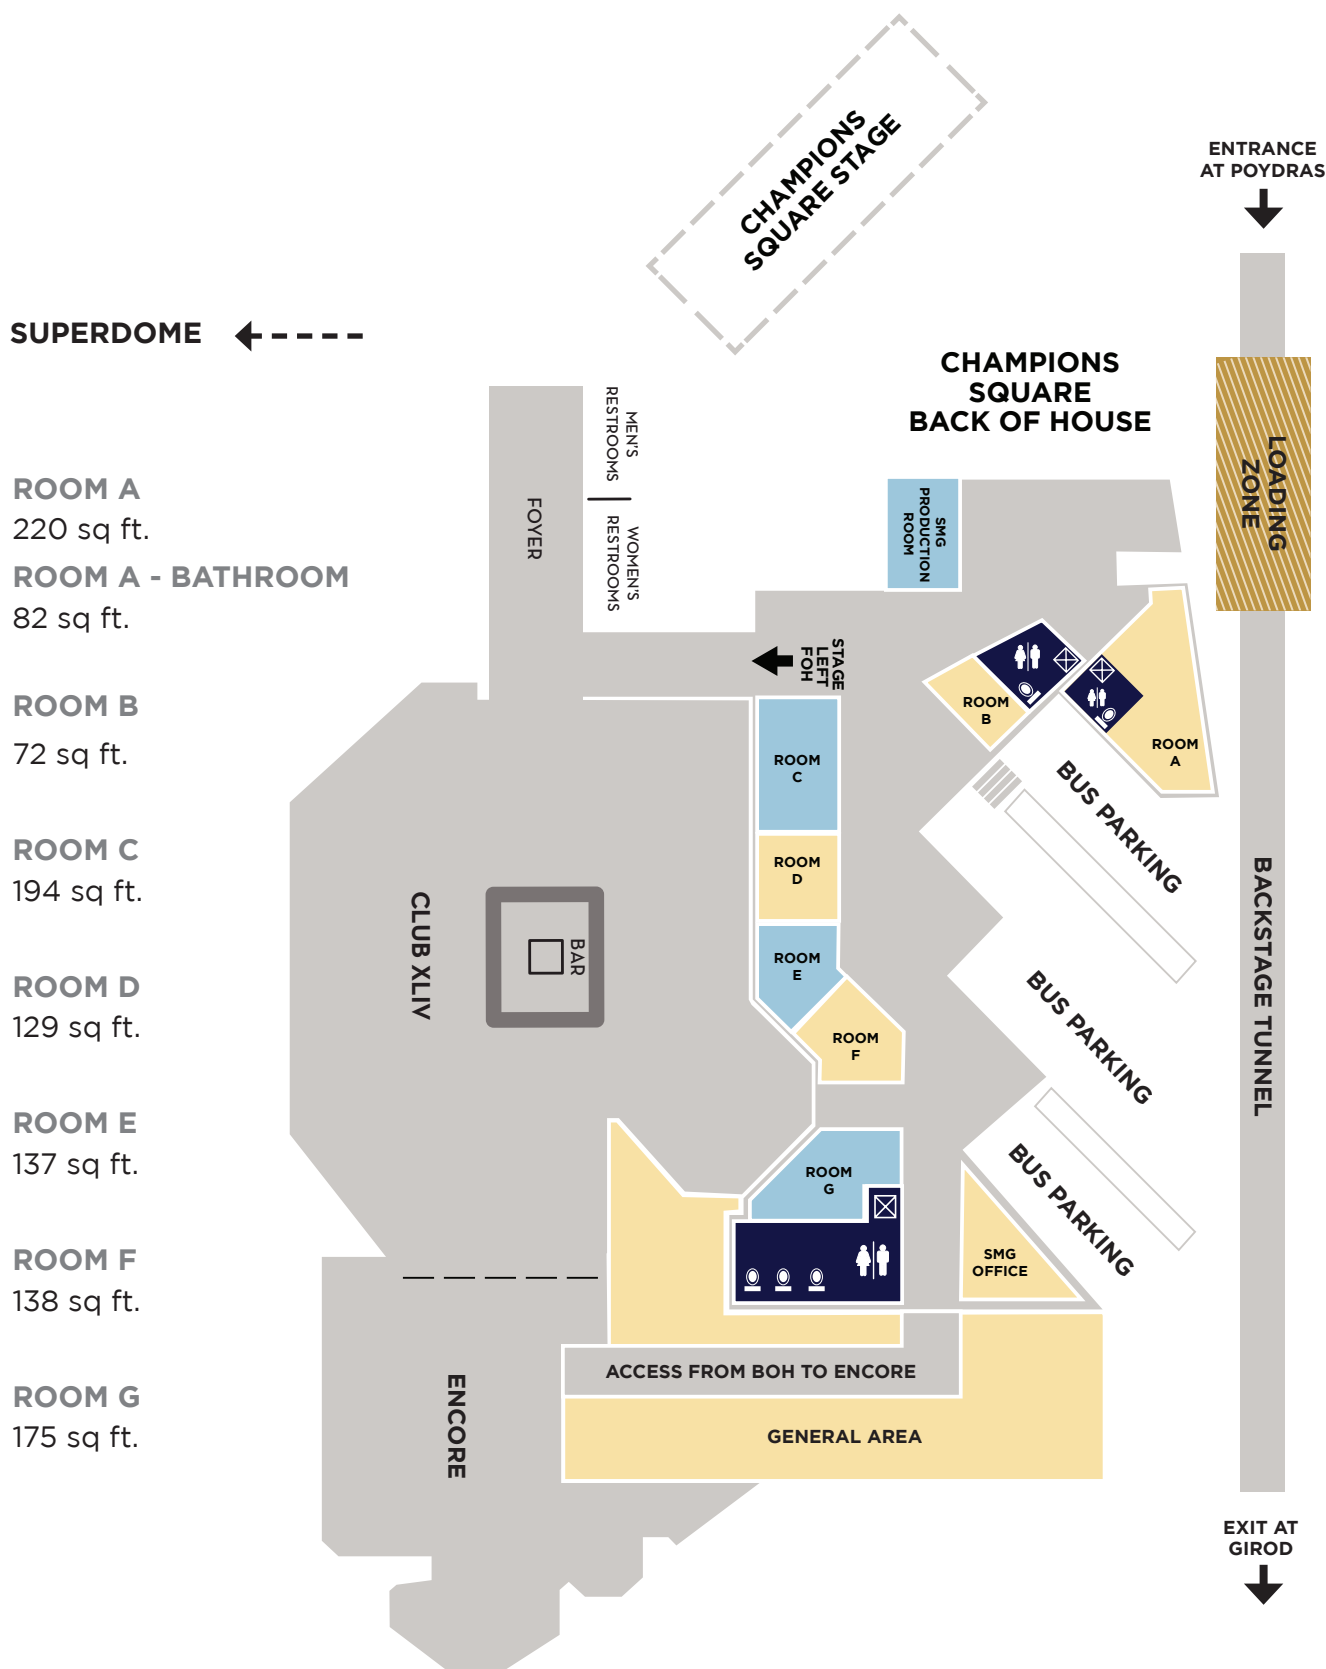 CHAMPIONS
SQUARE STAGE
ENTRANCE
AT POYDRAS
SUPERDOME
CHAMPIONS
SQUARE
BACK OF HOUSE
MEN'S
RESTROOMS
WOMEN'S
RESTROOMS
FOYER
SMG
PRODUCTION
ROOM
LOADING
ZONE
ROOM A
220 sq ft.
ROOM A - BATHROOM
82 sq ft.
ROOM B
72 sq ft.
ROOM C
194 sq ft.
ROOM D
129 sq ft.
ROOM E
137 sq ft.
ROOM F
138 sq ft.
ROOM G
175 sq ft.
STAGE
LEFT
FOH
ROOM
B
ROOM
A
ROOM
C
BUS PARKING
ROOM
D
CLUB XLIV
BAR
ROOM
E
BACKSTAGE TUNNEL
ROOM
F
BUS PARKING
ROOM
G
BUS PARKING
SMG
OFFICE
ACCESS FROM BOH TO ENCORE
ENCORE
GENERAL AREA
EXIT AT
GIROD